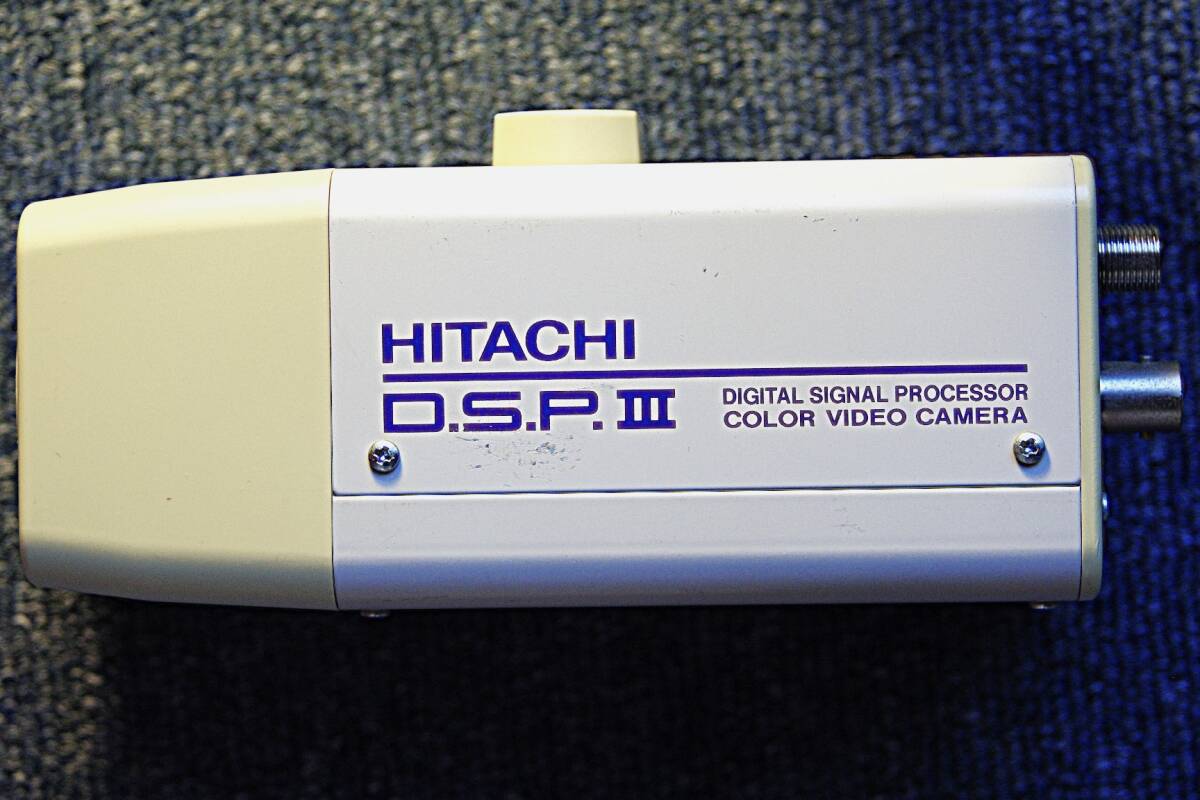 HITACHI
D.S.P. III
DIGITAL SIGNAL PROCESSOR
COLOR VIDEO CAMERA